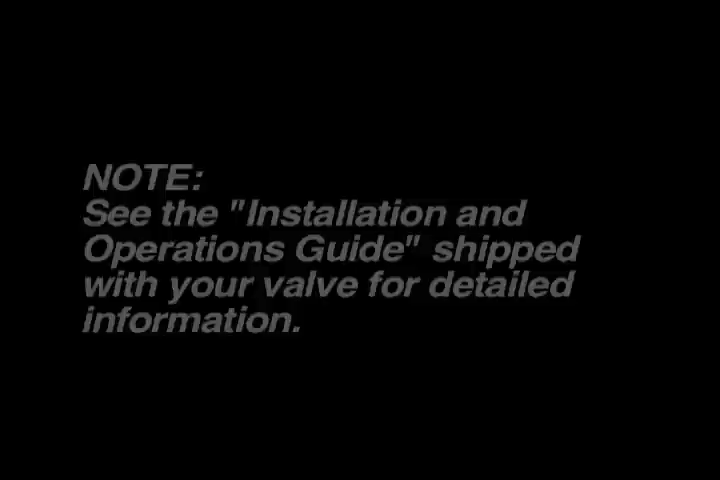 NOTE:
See the "Installation and
Operations Guide" shipped
with your valve for detailed
information.